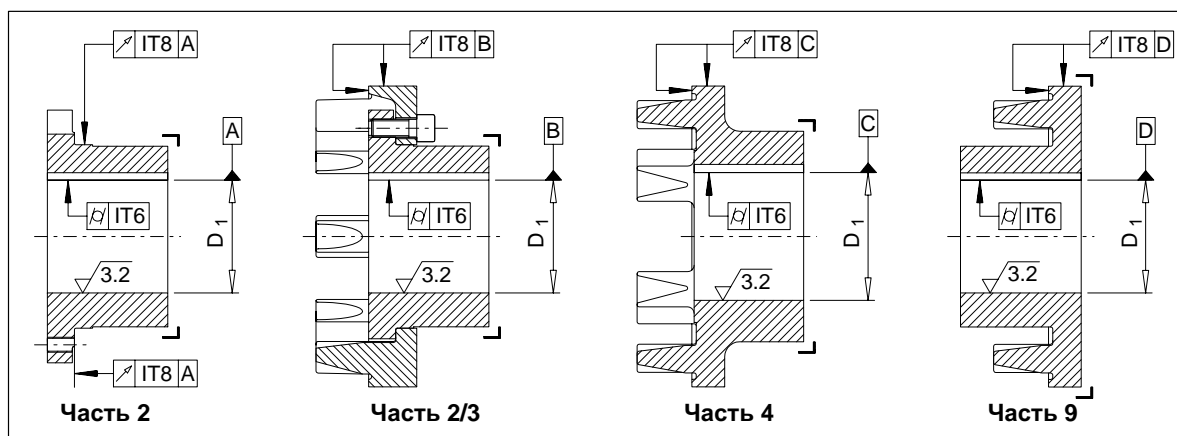 IT8 A
IT8 B
IT8 C
IT8 D
A
B
C
D
IT6
IT6
IT6
IT6
D1
D1
D1
D1
3.2
3.2
3.2
3.2
IT8 A
Часть 2
Часть 2/3
Часть 4
Часть 9